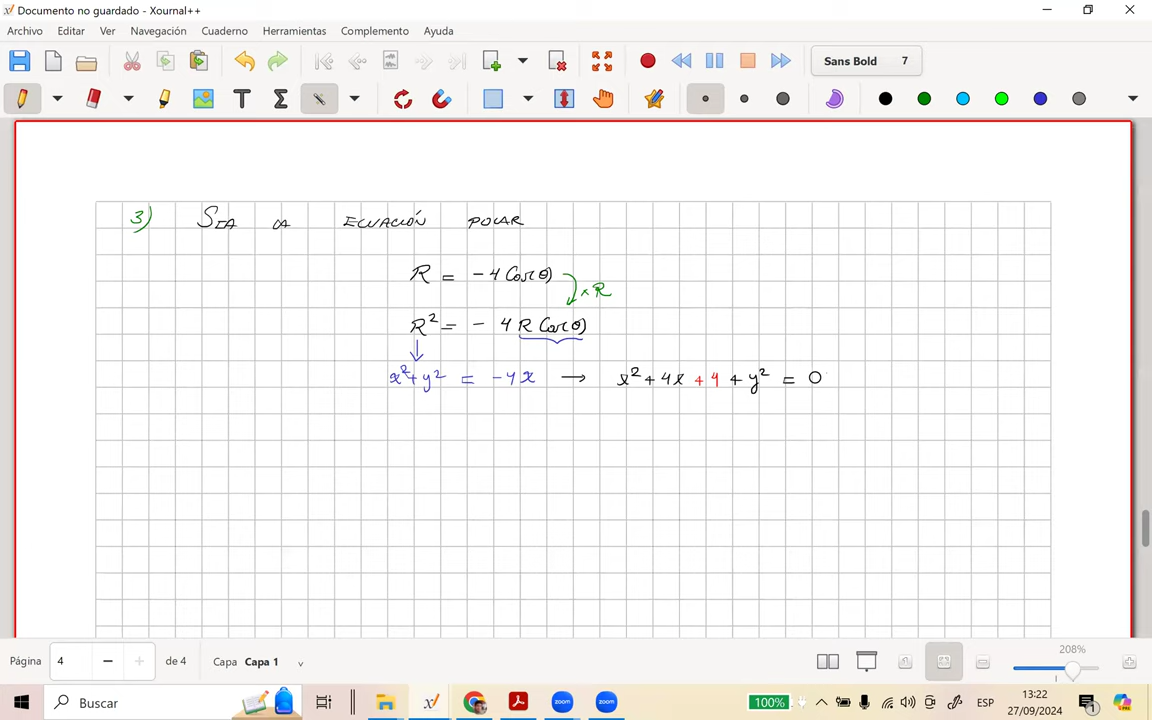 Documento no guardado - Xournal++
Archivo Editar Ver Navegación Cuaderno Herramientas Complemento Ayuda
Sans Bold 7
3) SEA LA ECUACIÓN POLAR
R = -4 Cos(θ)
×R
R² = - 4 R Cos(θ)
x² + y² = -4x → x² + 4x + 4 + y² = 0
Página 4 de 4 Capa Capa 1 208%
Buscar 100% ESP 13:22
27/09/2024 1